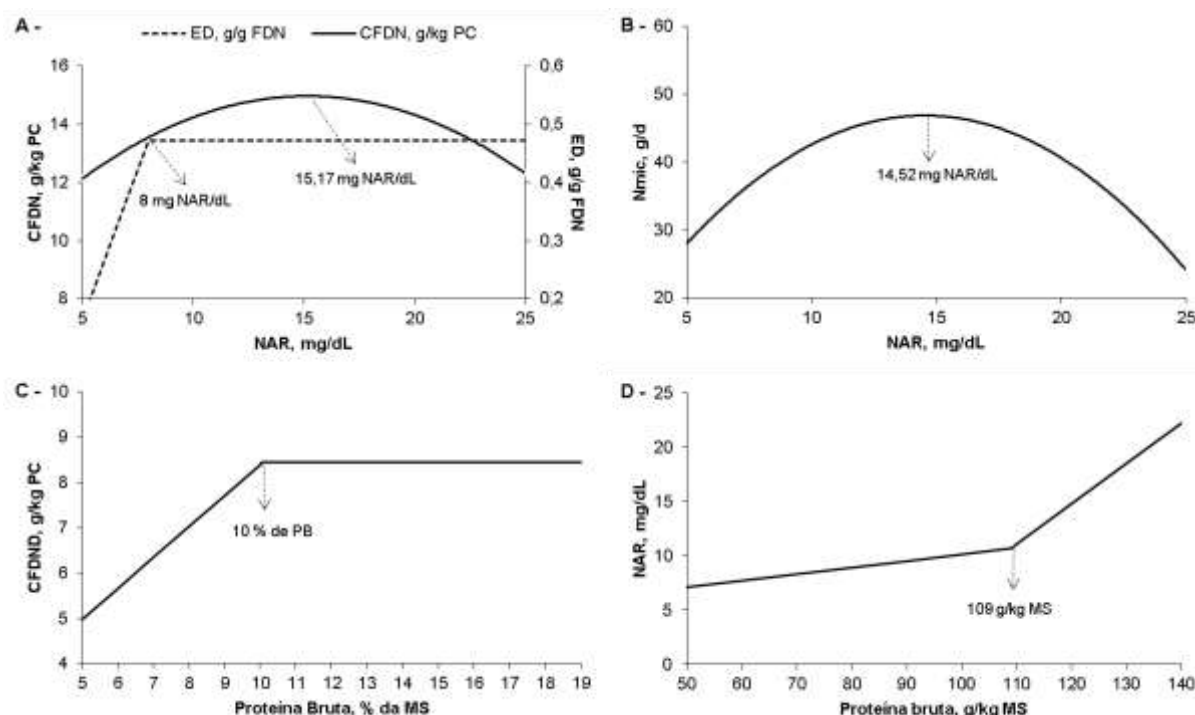 A -
ED, g/g FDN
CFDN, g/kg PC
CFDN, g/kg PC
16
14
12
10
8
0,6
0,5
0,4
0,3
0,2
ED, g/g FDN
8 mg NAR/dL
15,17 mg NAR/dL
5 10 15 20 25
NAR, mg/dL
B -
Nmic, g/d
60
50
40
30
20
14,52 mg NAR/dL
5 10 15 20 25
NAR, mg/dL
C -
CFDND, g/kg PC
10
9
8
7
6
5
4
10 % de PB
5 6 7 8 9 10 11 12 13 14 15 16 17 18 19
Proteína Bruta, % da MS
D -
NAR, mg/dL
25
20
15
10
5
0
109 g/kg MS
50 60 70 80 90 100 110 120 130 140
Proteína bruta, g/kg MS